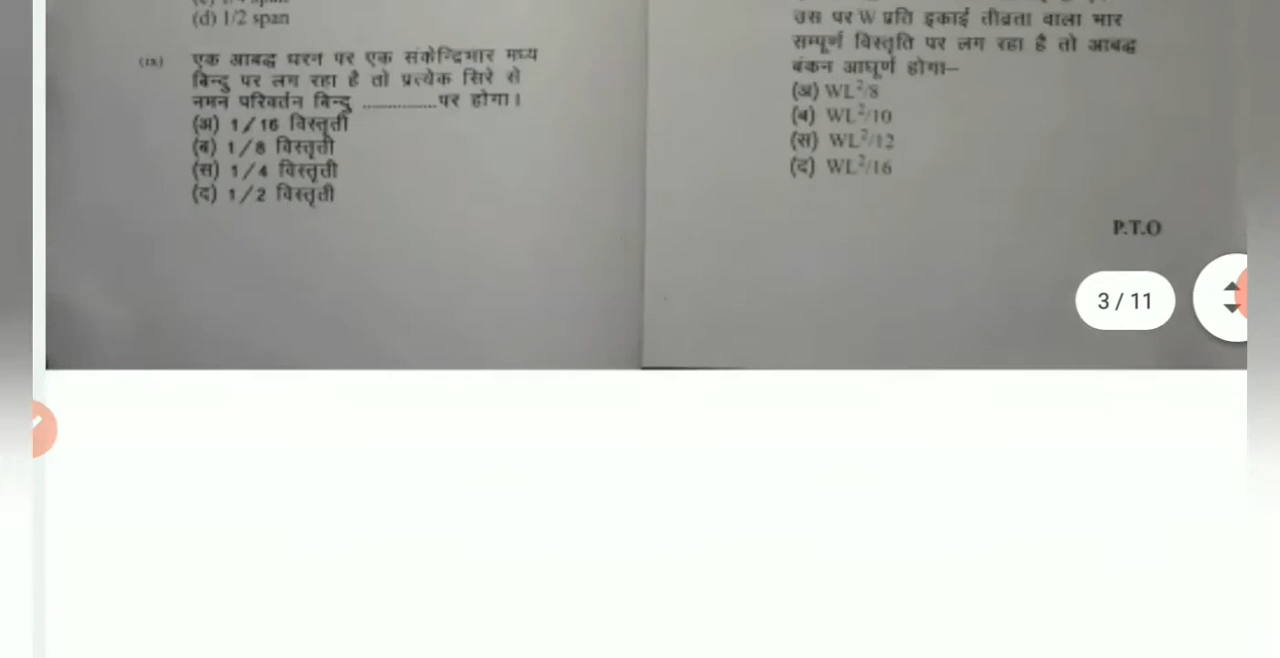 (d) 1/2 span
(ix) एक आबद्ध धरन पर एक संकेन्द्रिभार मध्य
बिन्दु पर लग रहा है तो प्रत्येक सिरे से
नमन परिवर्तन बिन्दु ...............पर होगा।
(अ) 1/16 विस्तृती
(ब) 1/8 विस्तृती
(स) 1/4 विस्तृती
(द) 1/2 विस्तृती
उस पर W प्रति इकाई तीव्रता वाला भार
सम्पूर्ण विस्तृति पर लग रहा है तो आबद्ध
बंकन आघूर्ण होगा–
(अ) WL²/8
(ब) WL²/10
(स) WL²/12
(द) WL²/16
P.T.O
3 / 11